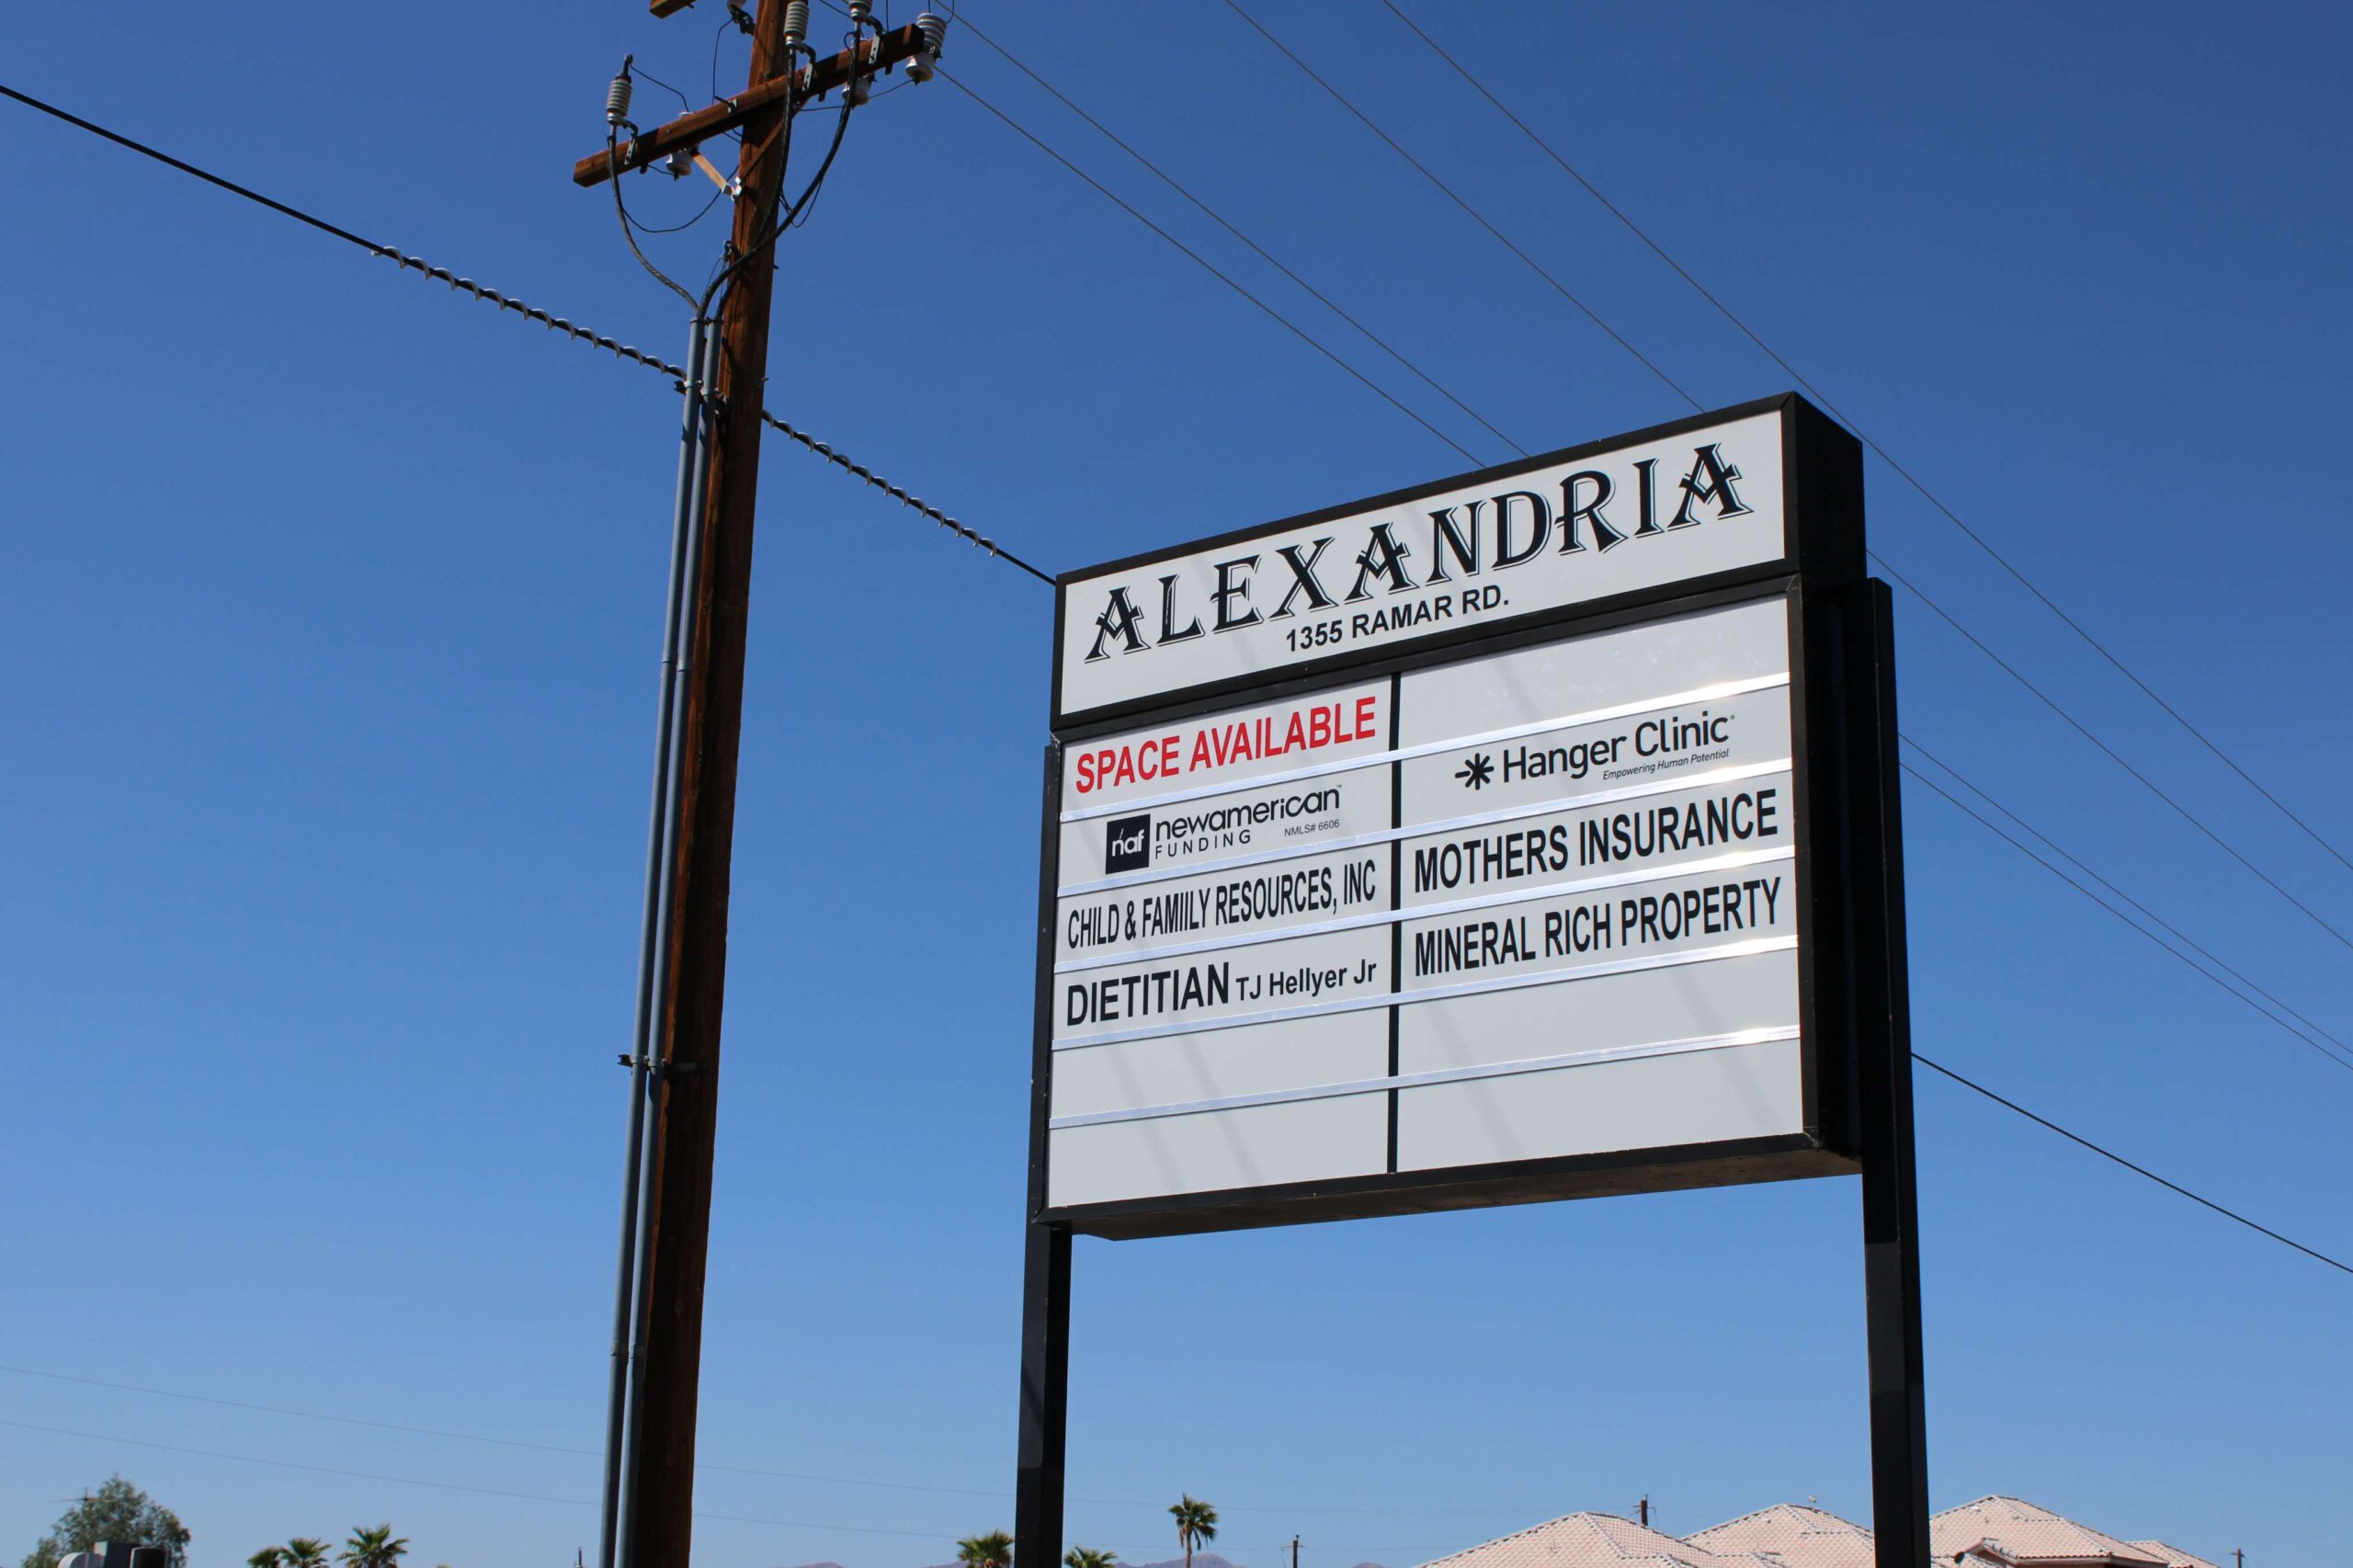 ALEXANDRIA
1355 RAMAR RD.
SPACE AVAILABLE
naf newamerican
FUNDING NMLS# 6606
CHILD & FAMIILY RESOURCES, INC
DIETITIAN TJ Hellyer Jr
Hanger Clinic
Empowering Human Potential
MOTHERS INSURANCE
MINERAL RICH PROPERTY